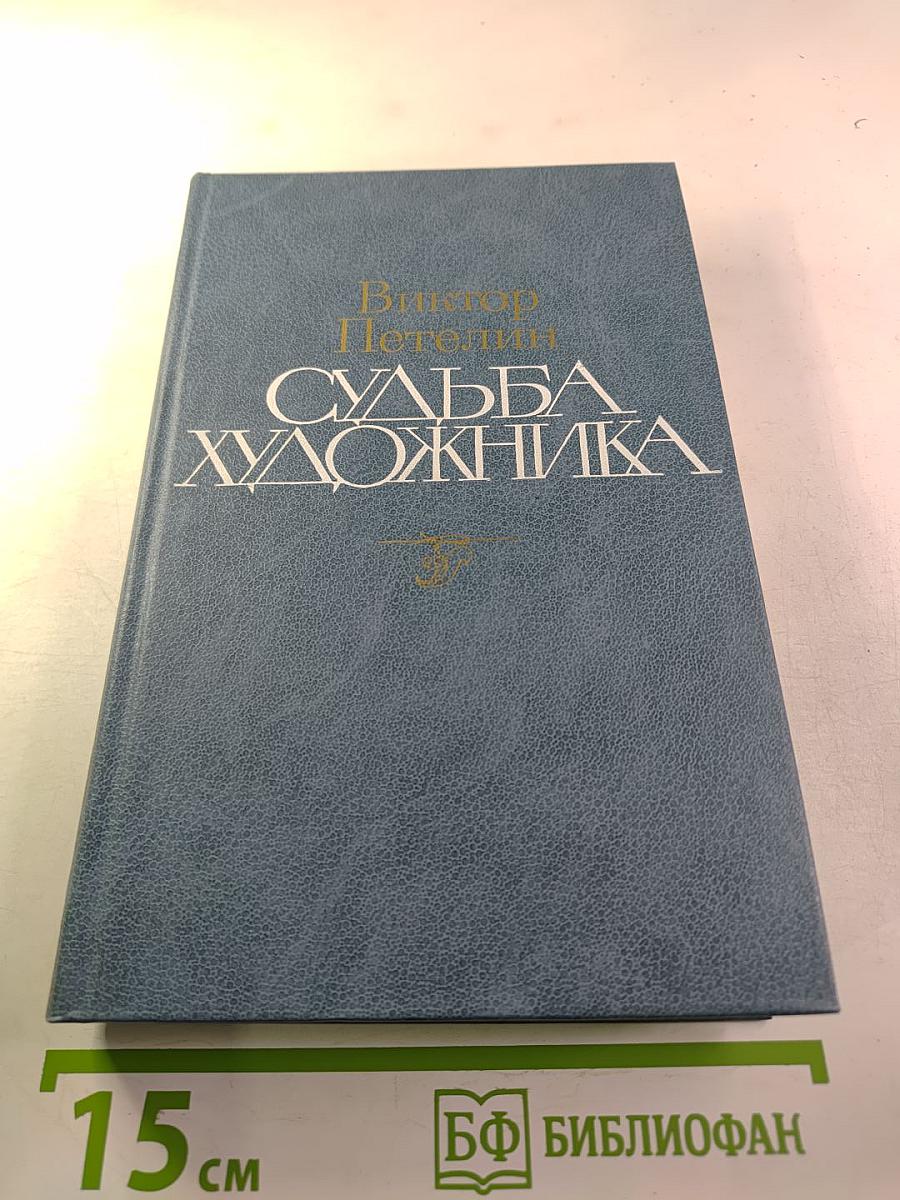 Виктор
Петелин
СУДЬБА
ХУДОЖНИКА
15 см
БФ БИБЛИОФАН